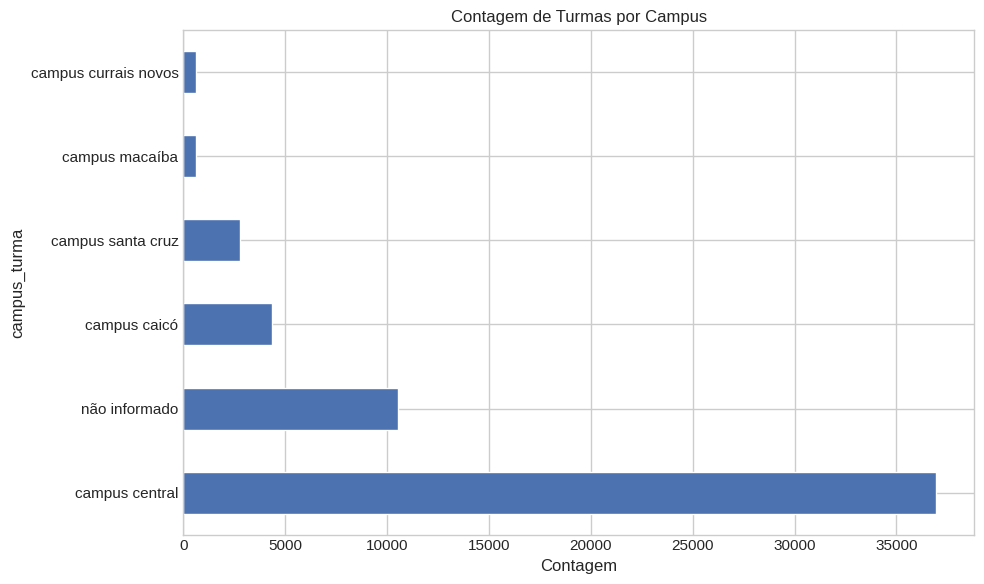 Contagem de Turmas por Campus
campus currais novos
campus macaíba
campus santa cruz
campus caicó
não informado
campus central
campus_turma
0 5000 10000 15000 20000 25000 30000 35000
Contagem